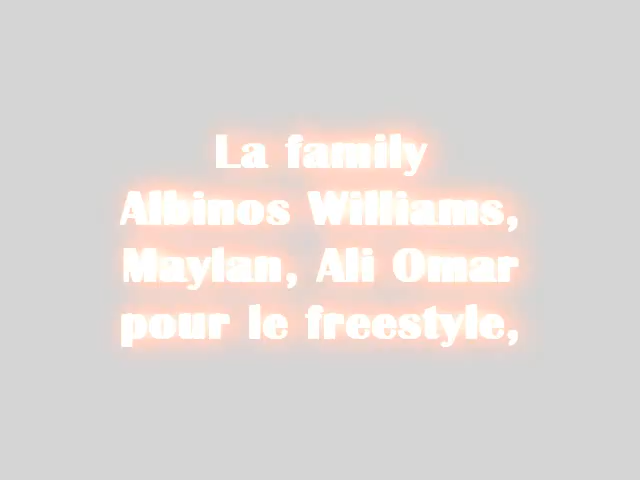 La family
Albinos Williams,
Maylan, Ali Omar
pour le freestyle,